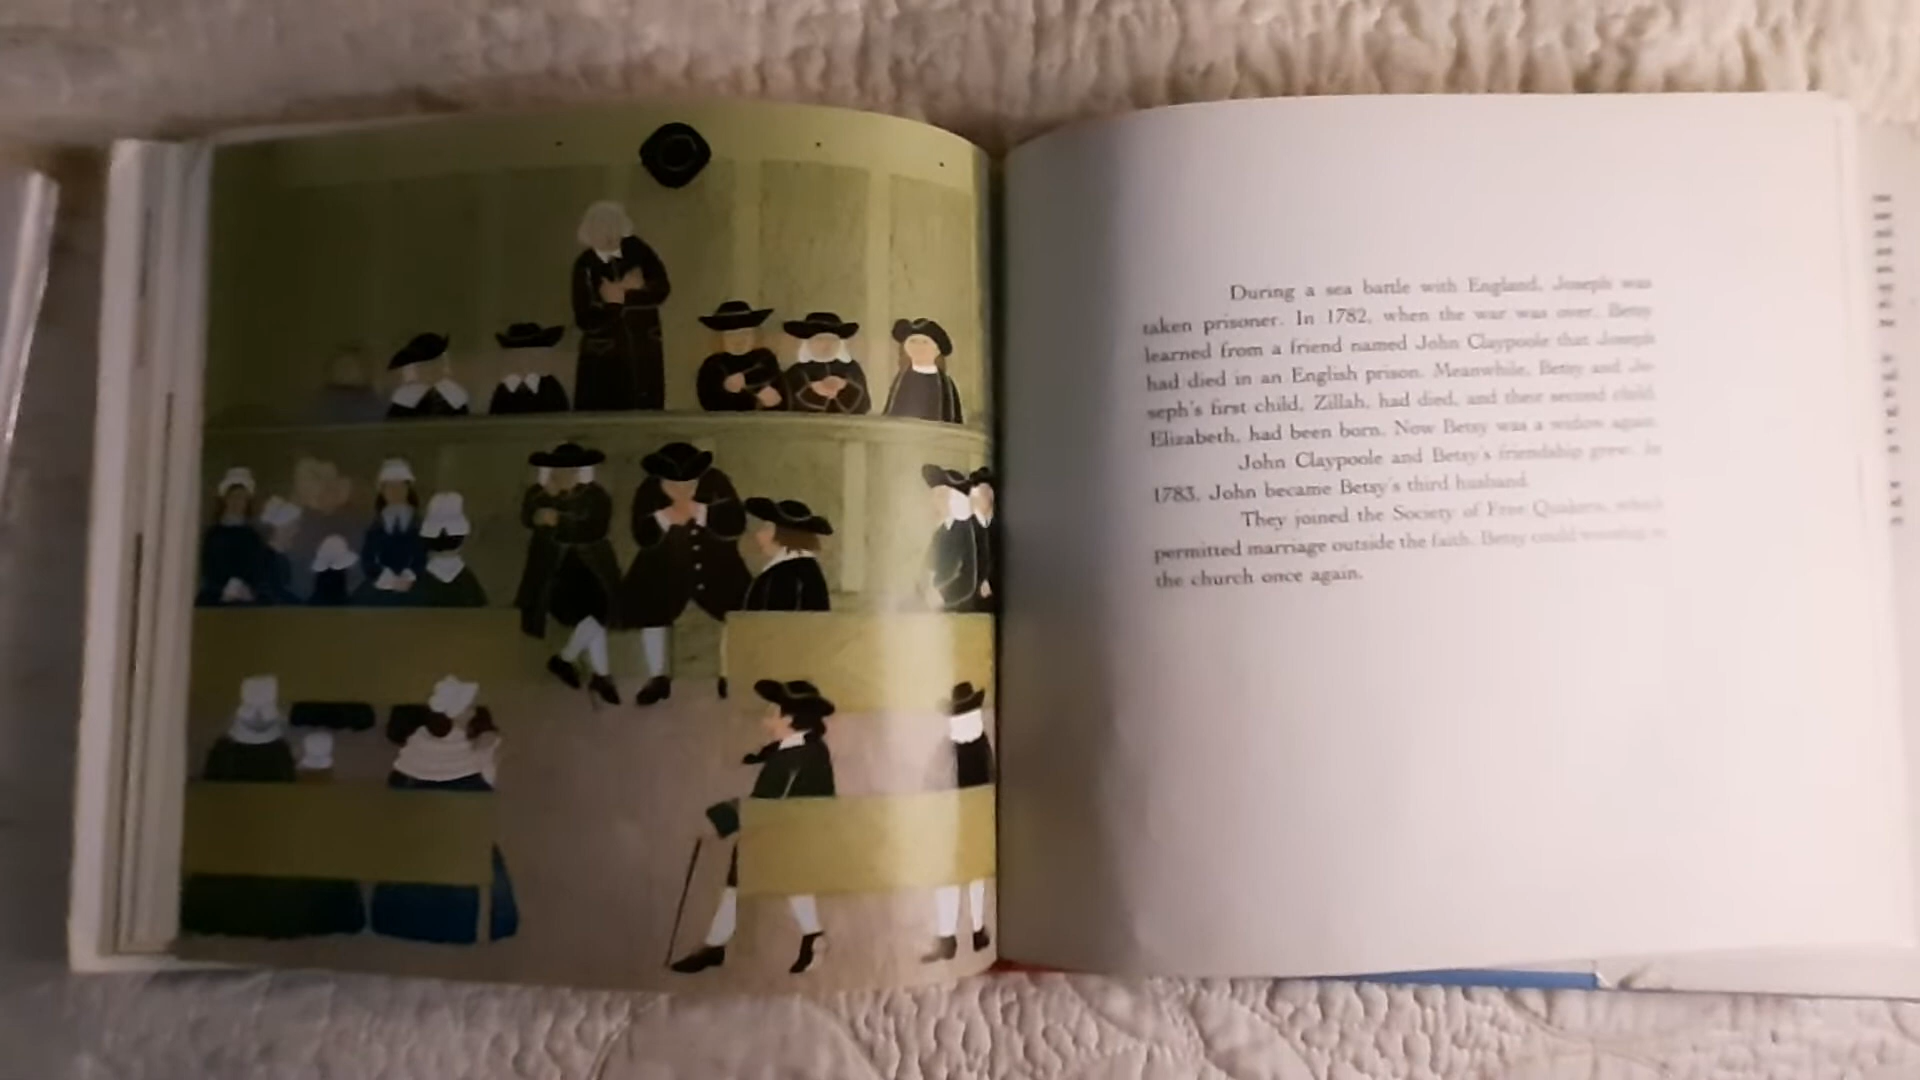 During a sea battle with England, Joseph was
taken prisoner. In 1782, when the war was over, Betsy
learned from a friend named John Claypoole that Joseph
had died in an English prison. Meanwhile, Betsy and Jo-
seph's first child, Zillah, had died, and their second child,
Elizabeth, had been born. Now Betsy was a widow again.
John Claypoole and Betsy's friendship grew. In
1783, John became Betsy's third husband.
They joined the Society of Free Quakers, which
permitted marriage outside the faith. Betsy could worship in
the church once again.